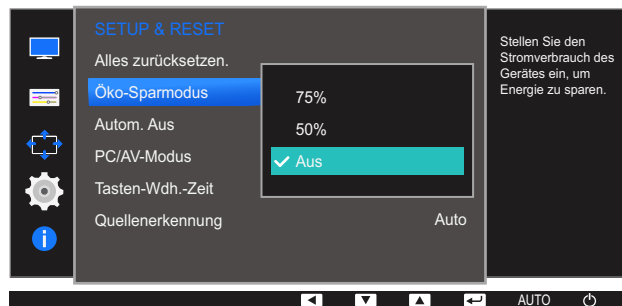 SETUP & RESET
Alles zurücksetzen.
Öko-Sparmodus
Autom. Aus
PC/AV-Modus
Tasten-Wdh.-Zeit
Quellenerkennung
Auto
75%
50%
Aus
Stellen Sie den
Stromverbrauch des
Gerätes ein, um
Energie zu sparen.
AUTO